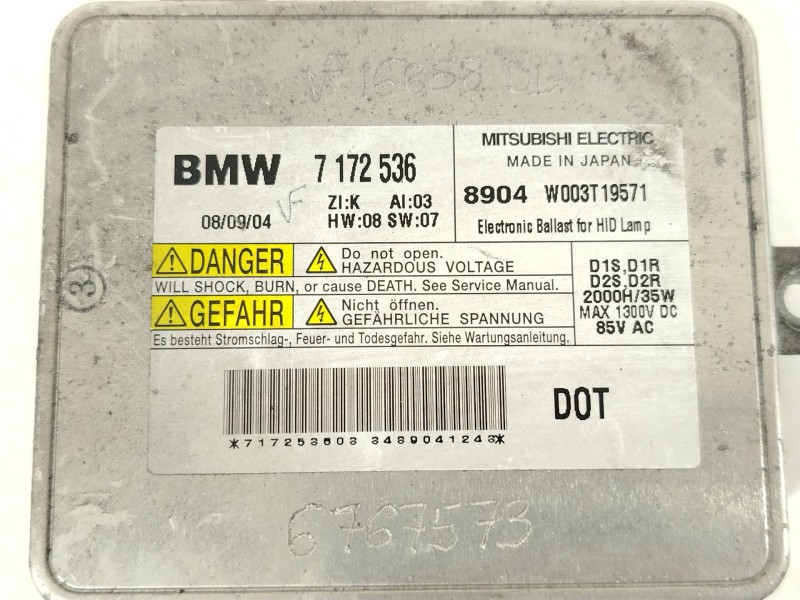 BMW 7 172 536
ZI:K AI:03
08/09/04 VF HW:08 SW:07
MITSUBISHI ELECTRIC
MADE IN JAPAN
8904 W003T19571
Electronic Ballast for HID Lamp
DANGER Do not open.
HAZARDOUS VOLTAGE
WILL SHOCK, BURN, or cause DEATH. See Service Manual.
GEFAHR Nicht öffnen.
GEFÄHRLICHE SPANNUNG
Es besteht Stromschlag-, Feuer- und Todesgefahr. Siehe Wartungsanleitung.
D1S,D1R
D2S,D2R
2000H/35W
MAX 1300V DC
85V AC
3
DOT
*717253603 3489041243*
6767573